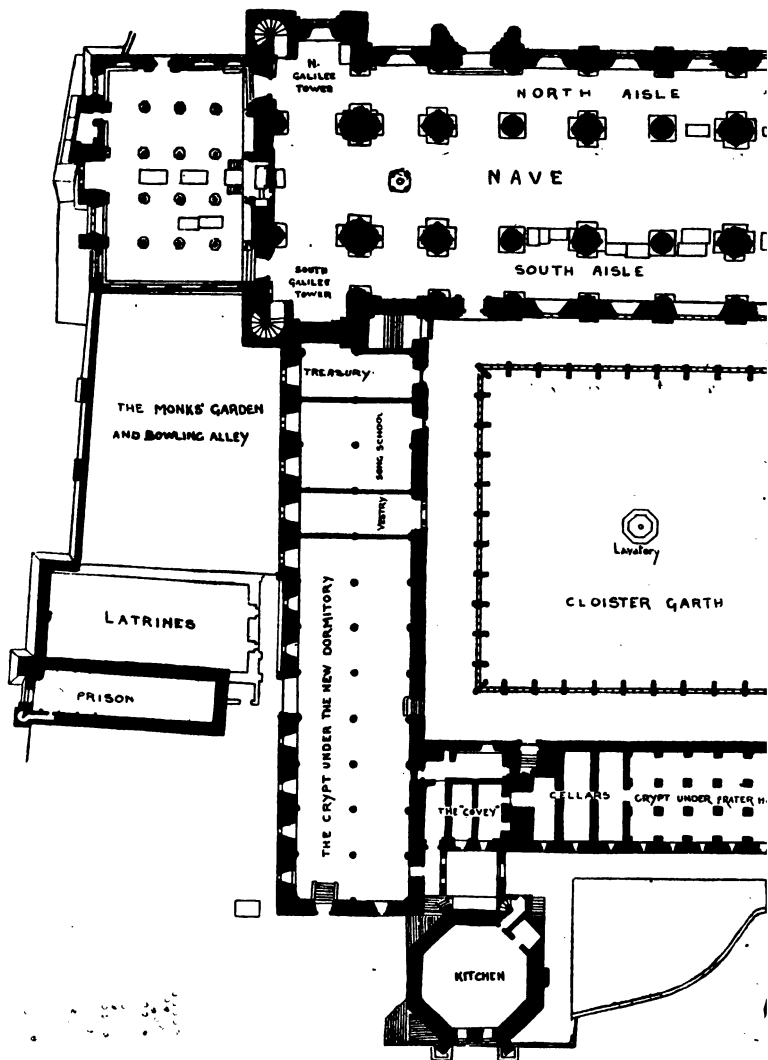 N.
GALILEE
TOWER
NORTH AISLE
NAVE
SOUTH AISLE
SOUTH
GALILEE
TOWER
TREASURY
THE MONKS' GARDEN
AND BOWLING ALLEY
SONG SCHOOL
VESTRY
Lavatory
CLOISTER GARTH
LATRINES
PRISON
THE CRYPT UNDER THE NEW DORMITORY
THE "COVEY"
CELLARS
CRYPT UNDER FRATER H
KITCHEN